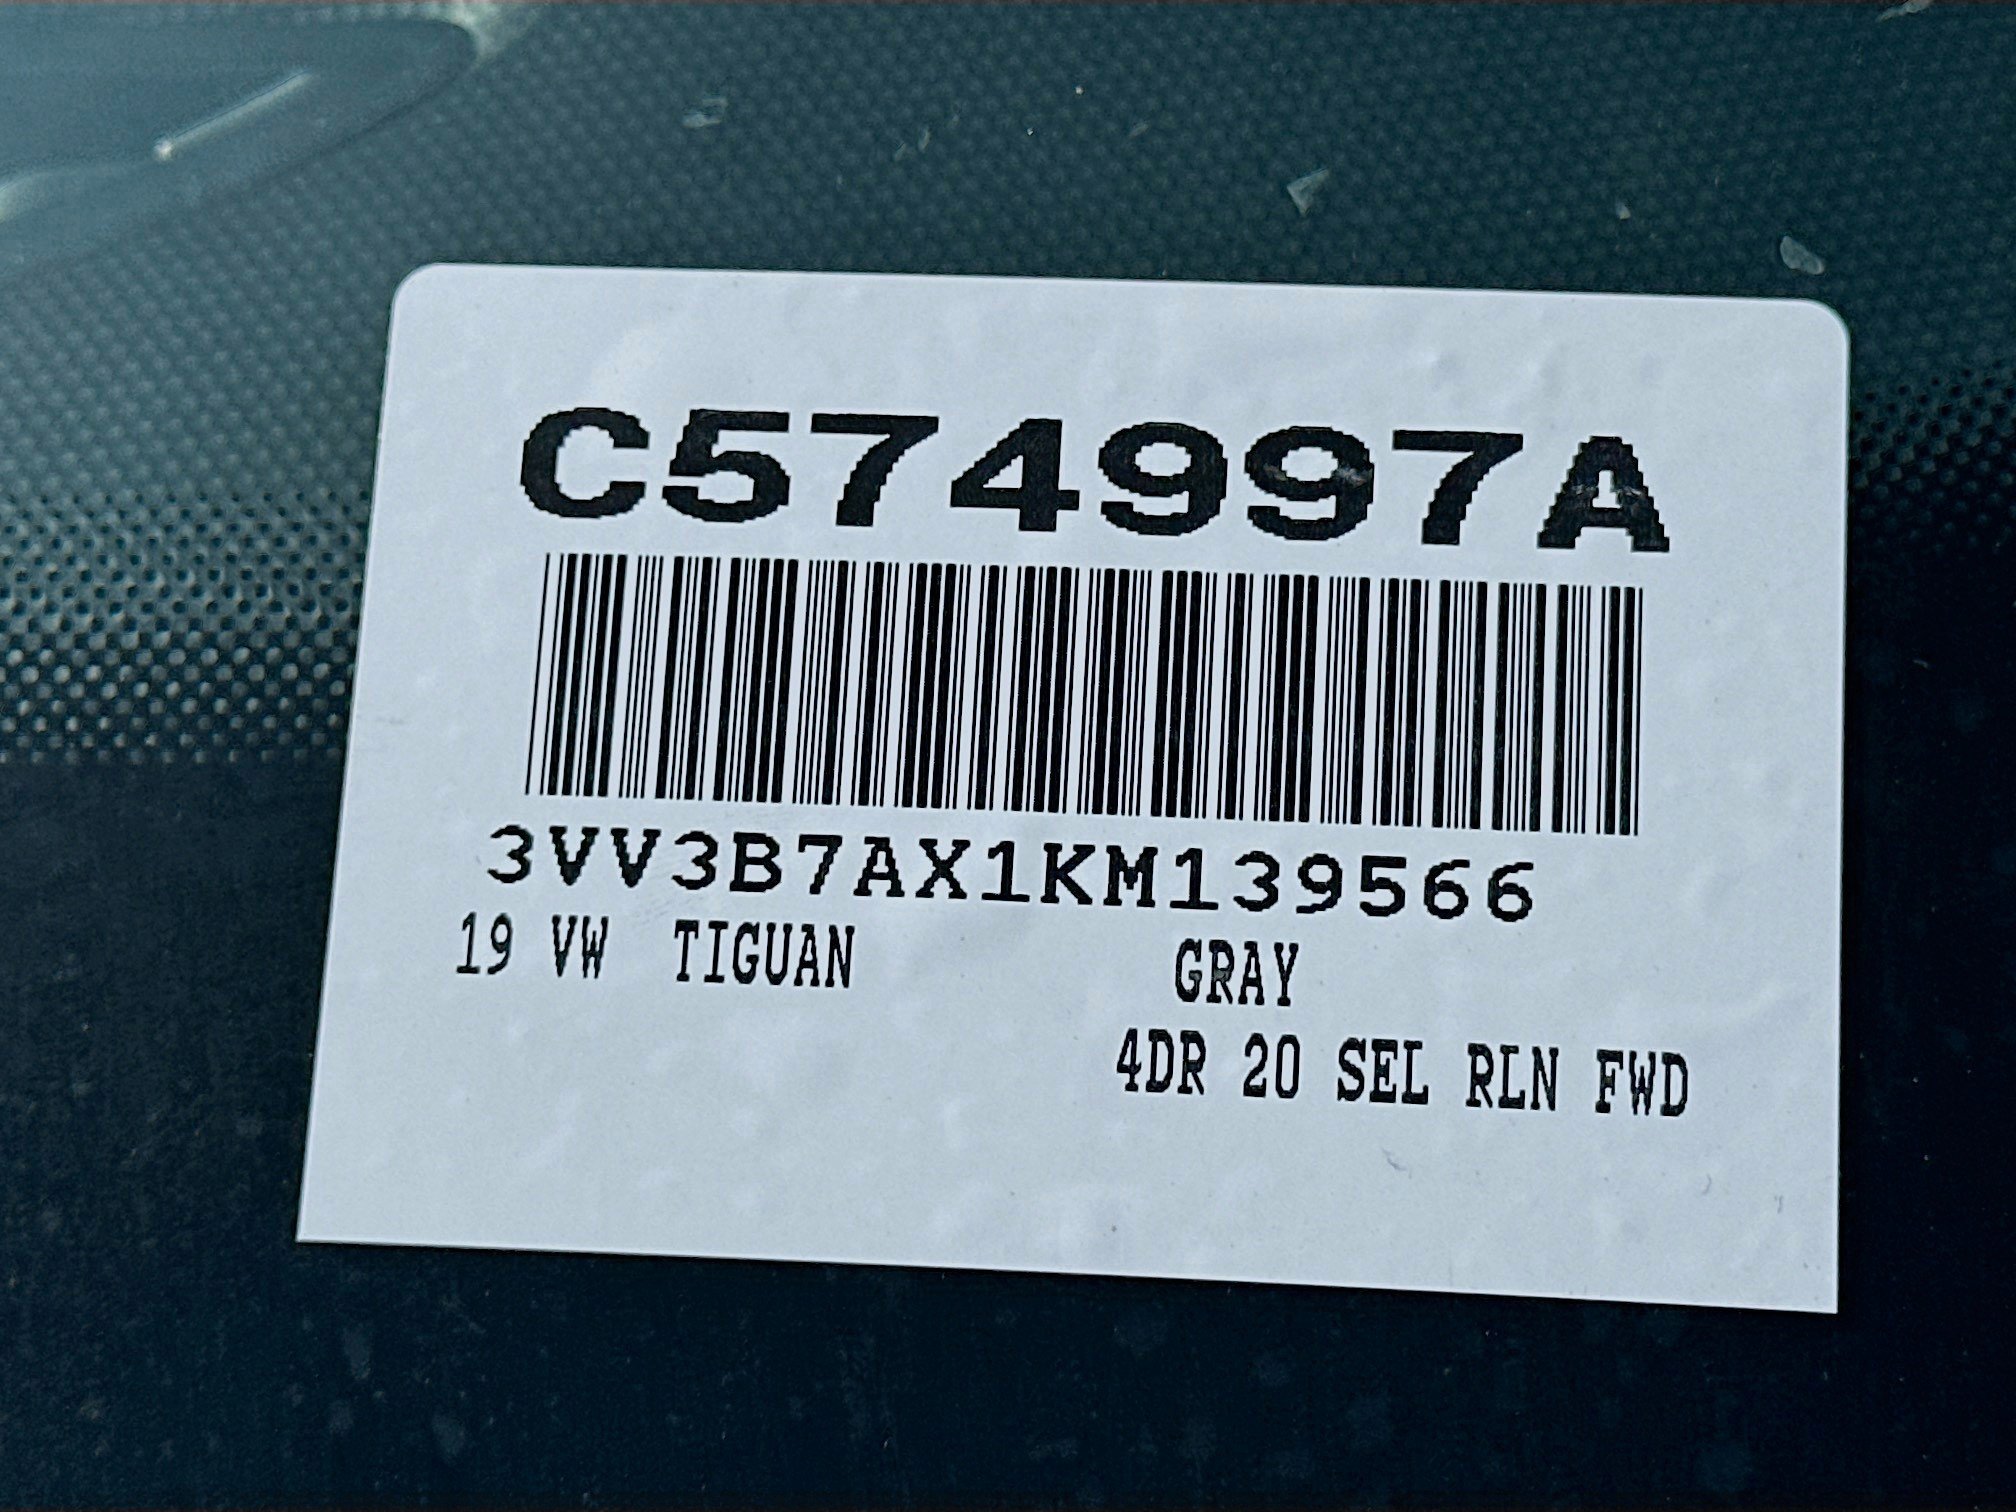 C574997A
3VV3B7AX1KM139566
19 VW TIGUAN GRAY
4DR 20 SEL RLN FWD